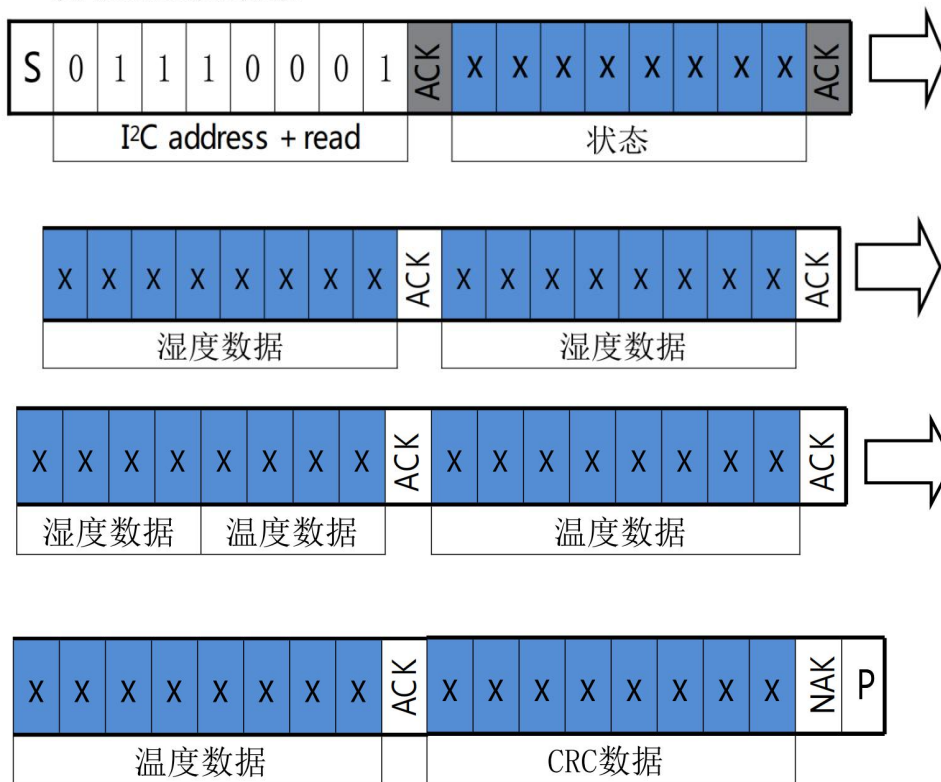 S 0 1 1 1 0 0 0 1 ACK X X X X X X X X ACK
I²C address + read 状态
X X X X X X X X ACK X X X X X X X X ACK
湿度数据 湿度数据
X X X X X X X X ACK X X X X X X X X ACK
湿度数据 温度数据 温度数据
X X X X X X X X ACK X X X X X X X X NAK P
温度数据 CRC数据